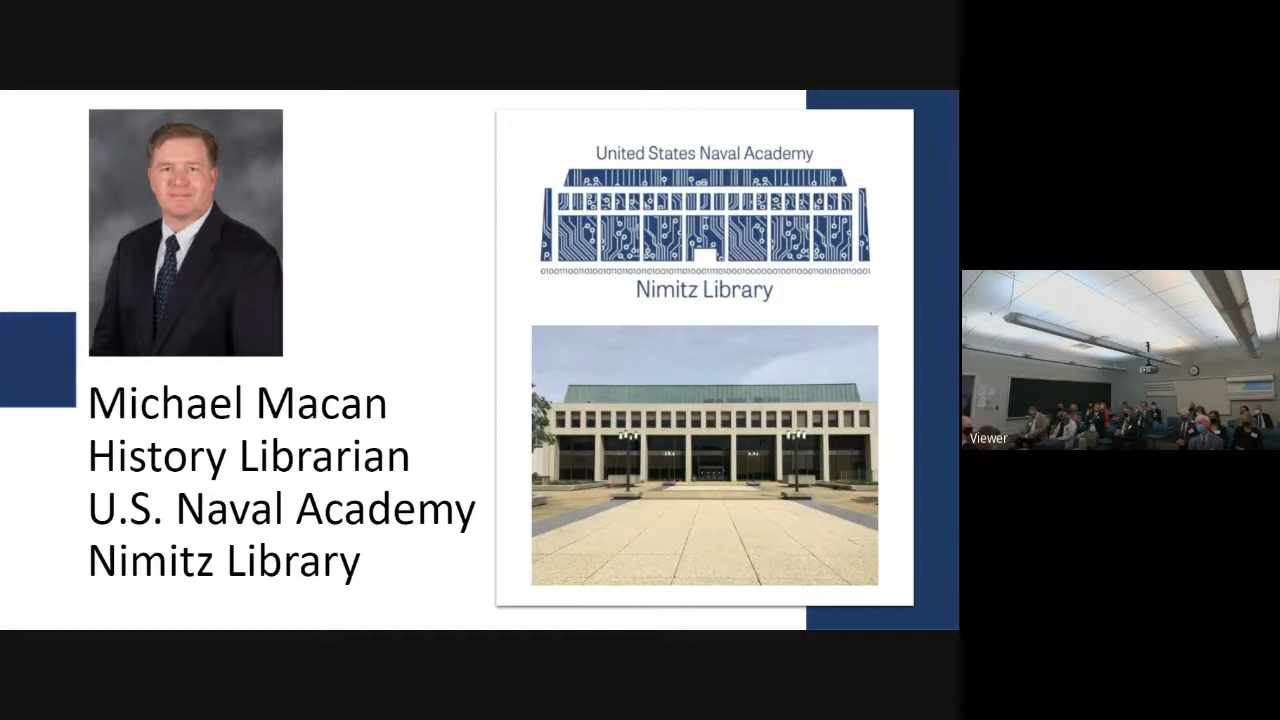 Michael Macan
History Librarian
U.S. Naval Academy
Nimitz Library
United States Naval Academy
Nimitz Library
Viewer